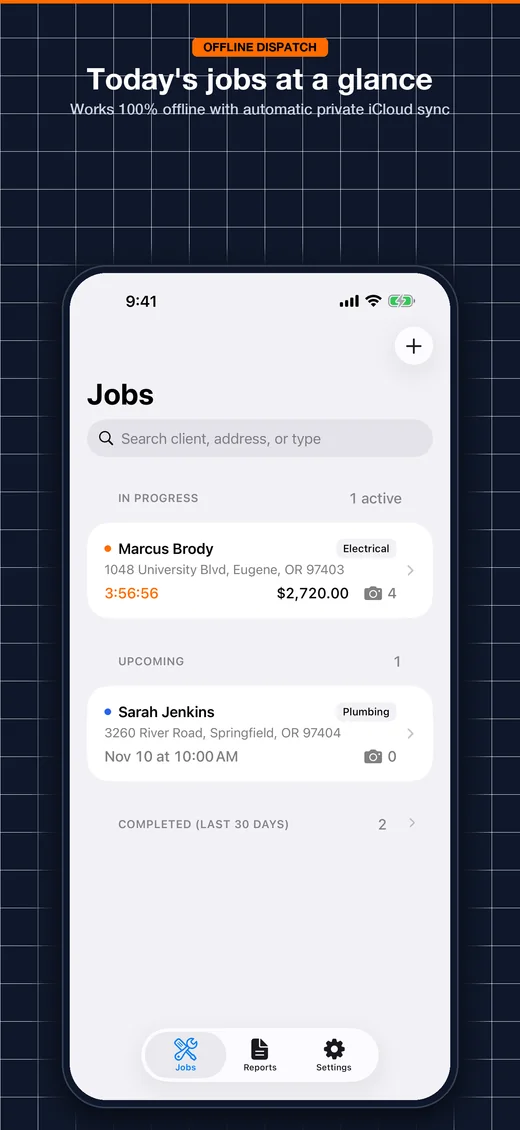 OFFLINE DISPATCH
Today's jobs at a glance
Works 100% offline with automatic private iCloud sync
9:41
Jobs
Search client, address, or type
IN PROGRESS 1 active
Marcus Brody Electrical
1048 University Blvd, Eugene, OR 97403
3:56:56 $2,720.00 4
UPCOMING 1
Sarah Jenkins Plumbing
3260 River Road, Springfield, OR 97404
Nov 10 at 10:00 AM 0
COMPLETED (LAST 30 DAYS) 2
Jobs Reports Settings